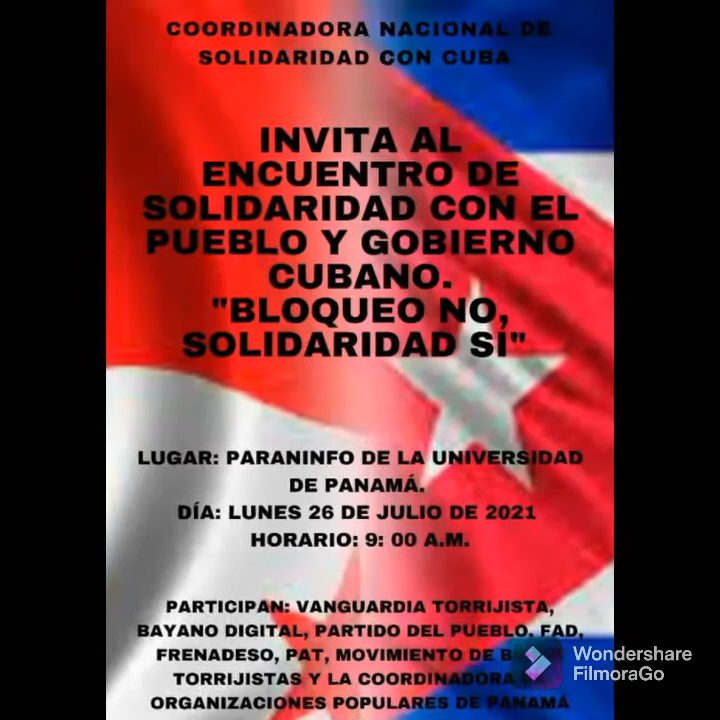 COORDINADORA NACIONAL DE
SOLIDARIDAD CON CUBA
INVITA AL
ENCUENTRO DE
SOLIDARIDAD CON EL
PUEBLO Y GOBIERNO
CUBANO.
"BLOQUEO NO,
SOLIDARIDAD SI"
LUGAR: PARANINFO DE LA UNIVERSIDAD
DE PANAMÁ.
DÍA: LUNES 26 DE JULIO DE 2021
HORARIO: 9: 00 A.M.
PARTICIPAN: VANGUARDIA TORRIJISTA,
BAYANO DIGITAL, PARTIDO DEL PUEBLO, FAD,
FRENADESO, PAT, MOVIMIENTO DE
TORRIJISTAS Y LA COORDINADORA
ORGANIZACIONES POPULARES DE PANAMÁ
Wondershare
FilmoraGo